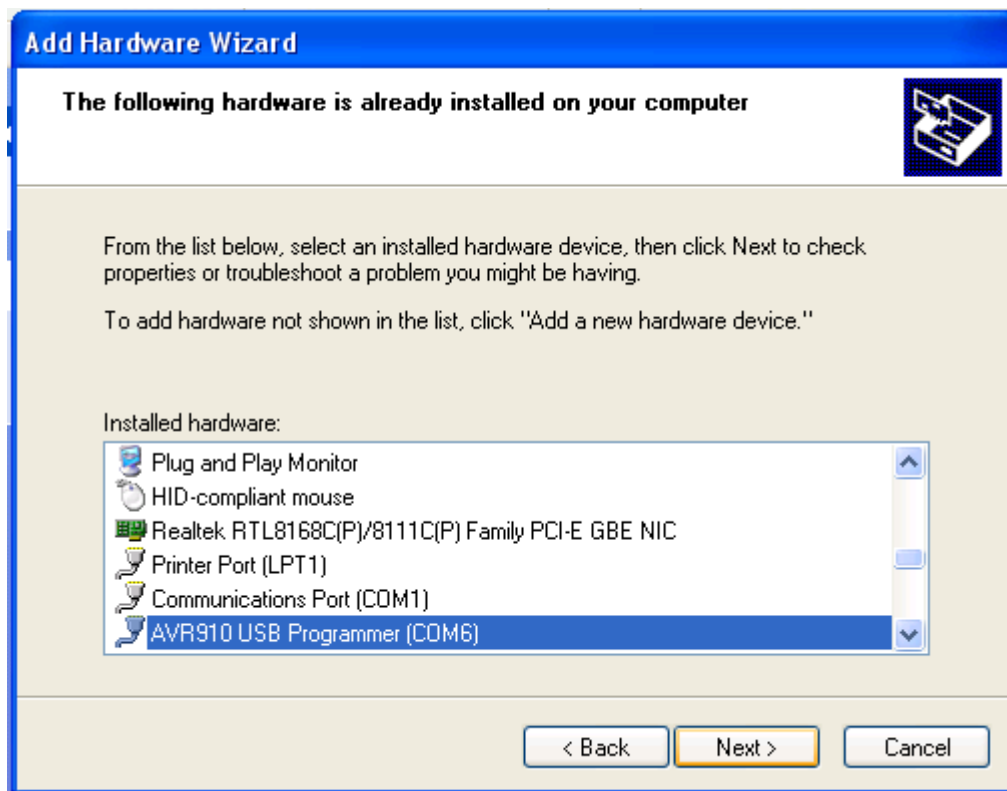 Add Hardware Wizard
The following hardware is already installed on your computer
From the list below, select an installed hardware device, then click Next to check
properties or troubleshoot a problem you might be having.
To add hardware not shown in the list, click "Add a new hardware device."
Installed hardware:
Plug and Play Monitor
HID-compliant mouse
Realtek RTL8168C(P)/8111C(P) Family PCI-E GBE NIC
Printer Port (LPT1)
Communications Port (COM1)
AVR910 USB Programmer (COM6)
< Back Next > Cancel